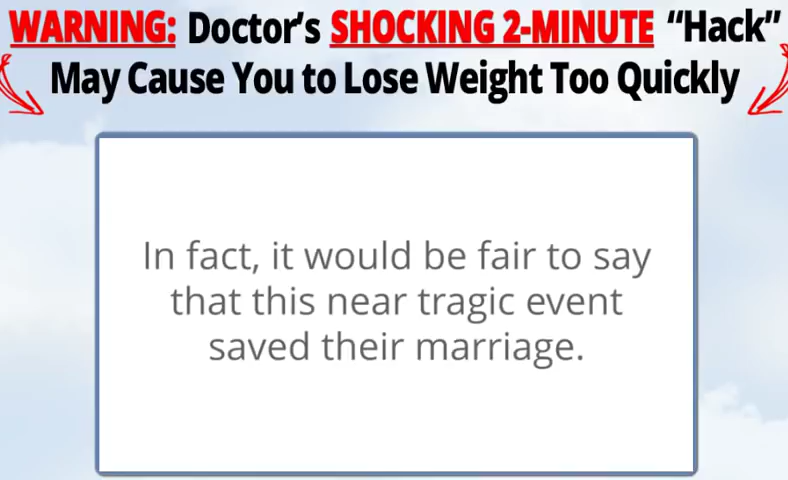 WARNING: Doctor's SHOCKING 2-MINUTE “Hack”
May Cause You to Lose Weight Too Quickly
In fact, it would be fair to say
that this near tragic event
saved their marriage.